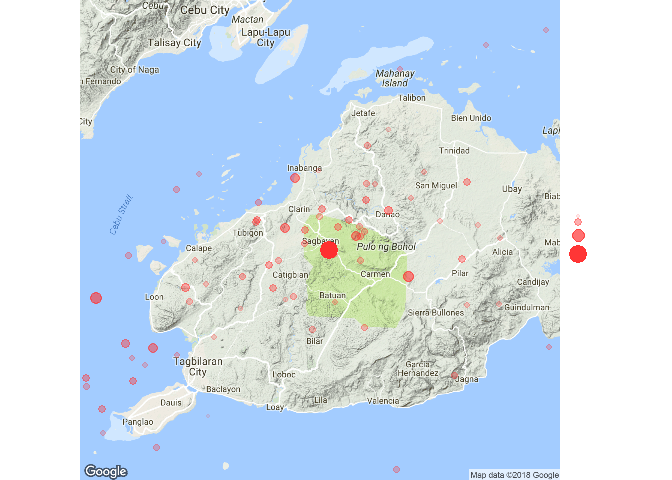 Cebu City
Mactan
Lapu-Lapu
City
Talisay City
City of Naga
n Fernando
City
Cebu Strait
Mahanay
Island
Talibon
Jetafe
Bien Unido
Lapi
Trinidad
Inabanga
San Miguel
Ubay
Biab
Clarin
Danao
Tubigon
Sagbayan
Pulo ng Bohol
Calape
Alicia
Mab
Catigbian
Carmen
Pilar
Candijay
Loon
Batuan
Guindulman
Sierra Bullones
Bilar
Tagbilaran
City
Garcia
Hernandez
Loboc
Jagna
Baclayon
Dauis
Loay
Lila
Valencia
Panglao
Google
Map data ©2018 Google